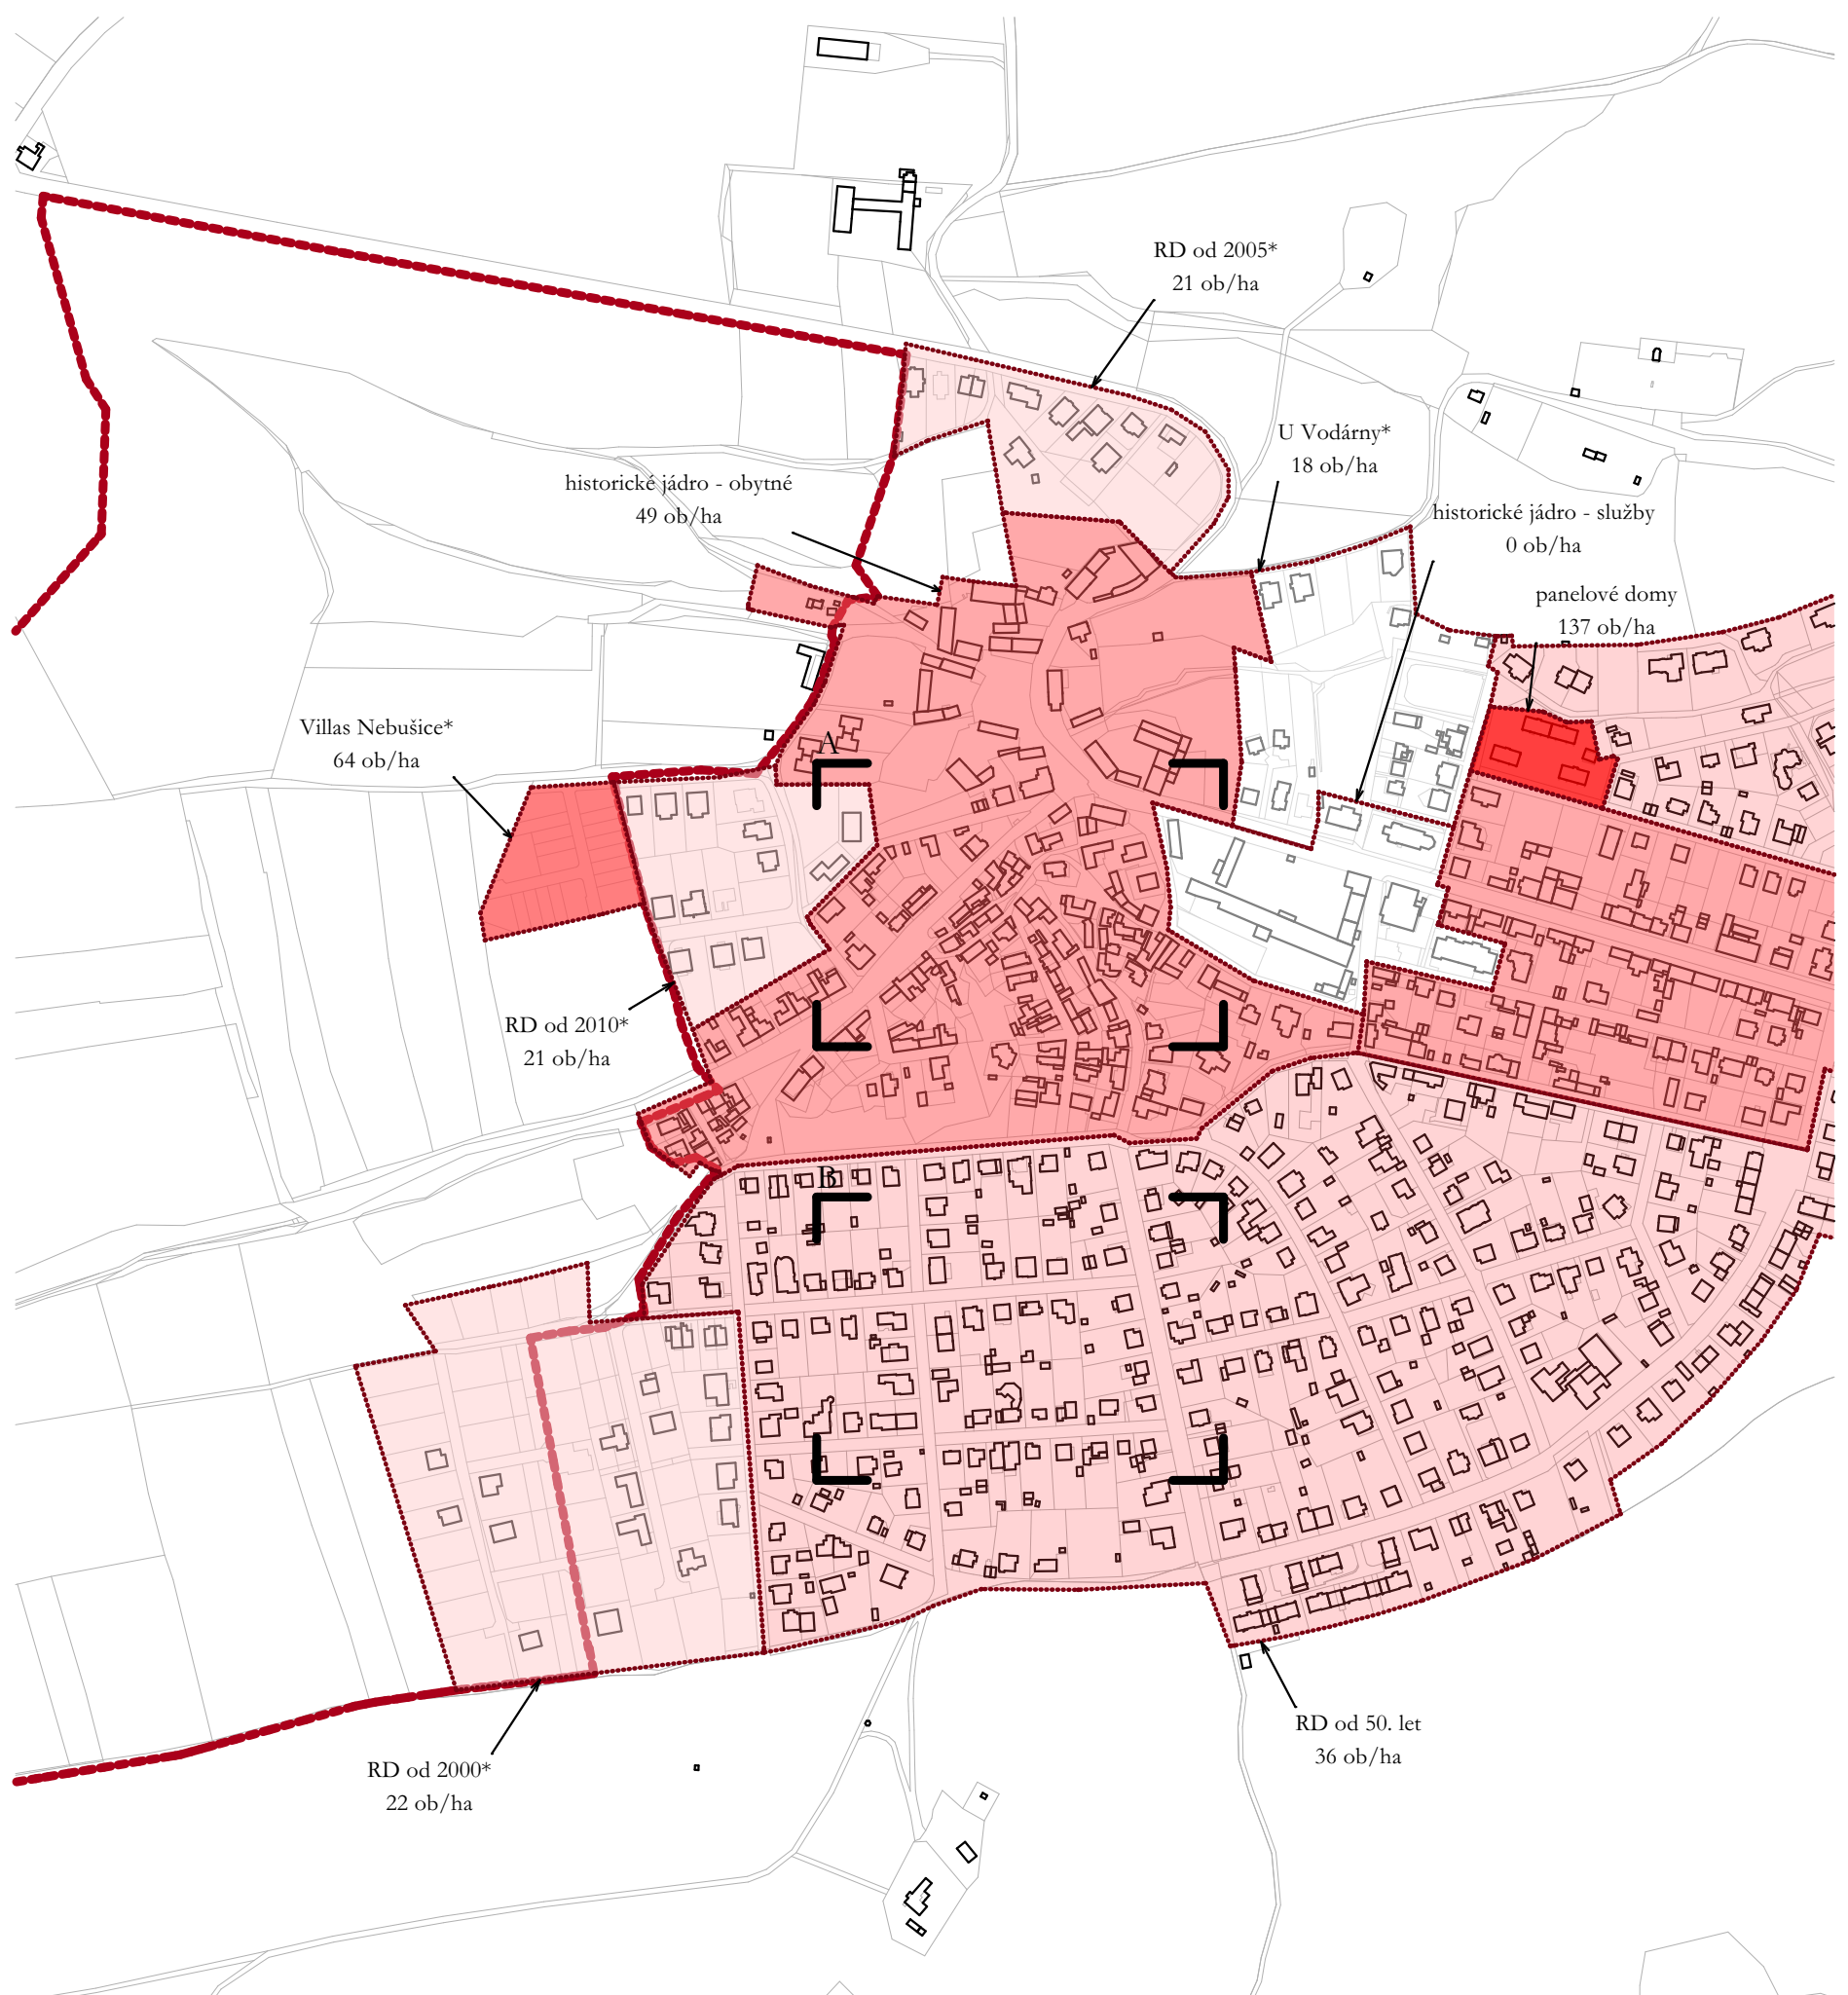 RD od 2005*
21 ob/ha
U Vodárny*
18 ob/ha
historické jádro - obytné
49 ob/ha
historické jádro - služby
0 ob/ha
panelové domy
137 ob/ha
Villas Nebušice*
64 ob/ha
A
RD od 2010*
21 ob/ha
B
RD od 50. let
36 ob/ha
RD od 2000*
22 ob/ha